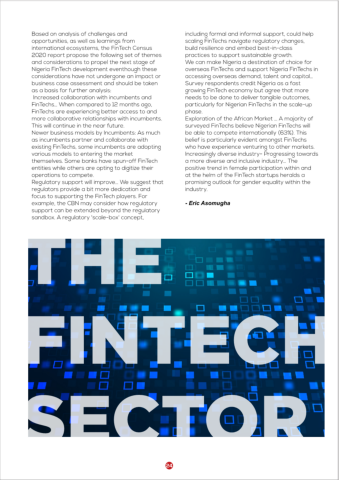 Based on analysis of challenges and
opportunities, as well as learnings from
international ecosystems, the FinTech Census
2020 report propose the following set of themes
and considerations to propel the next stage of
Nigeria FinTech development eventhough these
considerations have not undergone an impact or
business case assessment and should be taken
as a basis for further analysis.
Increased collaboration with incumbents and
FinTechs... When compared to 12 months ago,
FinTechs are experiencing better access to and
more collaborative relationships with incumbents.
This will continue in the near future.
Newer business models by Incumbents: As much
as incumbents partner and collaborate with
existing FinTechs, some incumbents are adopting
various models to entering the market
themselves. Some banks have spun-off FinTech
entities while others are opting to digitize their
operations to compete.
Regulatory support will improve... We suggest that
regulators provide a bit more dedication and
focus to supporting the FinTech players. For
example, the CBN may consider how regulatory
support can be extended beyond the regulatory
sandbox. A regulatory 'scale-box' concept,
including formal and informal support, could help
scaling FinTechs navigate regulatory changes,
build resilience and embed best-in-class
practices to support sustainable growth.
We can make Nigeria a destination of choice for
overseas FinTechs and support Nigeria FinTechs in
accessing overseas demand, talent and capital...
Survey respondents credit Nigeria as a fast
growing FinTech economy but agree that more
needs to be done to deliver tangible outcomes,
particularly for Nigerian FinTechs in the scale-up
phase.
Exploration of the African Market ... A majority of
surveyed FinTechs believe Nigerian FinTechs will
be able to compete internationally (63%). This
belief is particularly evident amongst FinTechs
who have experience venturing to other markets.
Increasingly diverse industry- Progressing towards
a more diverse and inclusive industry... The
positive trend in female participation within and
at the helm of the FinTech startups heralds a
promising outlook for gender equality within the
industry.
- Eric Asomugha
THE
FINTECH
SECTOR